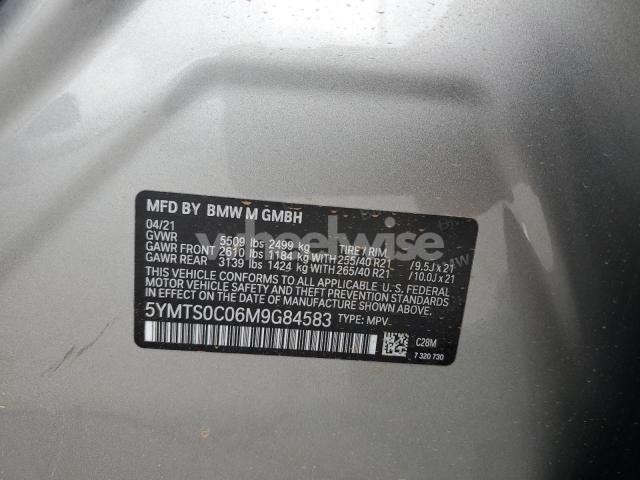 MFD BY BMW M GMBH
04/21
GVWR 5509 lbs 2499 kg TIRE / RIM
GAWR FRONT 2610 lbs 1184 kg WITH 255/40 R21 / 9.5J x 21
GAWR REAR 3139 lbs 1424 kg WITH 265/40 R21 / 10.0J x 21
THIS VEHICLE CONFORMS TO ALL APPLICABLE U. S. FEDERAL
MOTOR VEHICLE SAFETY, BUMPER, AND THEFT PREVENTION
STANDARDS IN EFFECT ON THE DATE OF MANUFACTURE SHOWN ABOVE.
5YMTS0C06M9G84583 TYPE: MPV
C28M
7 320 730
wheelwise